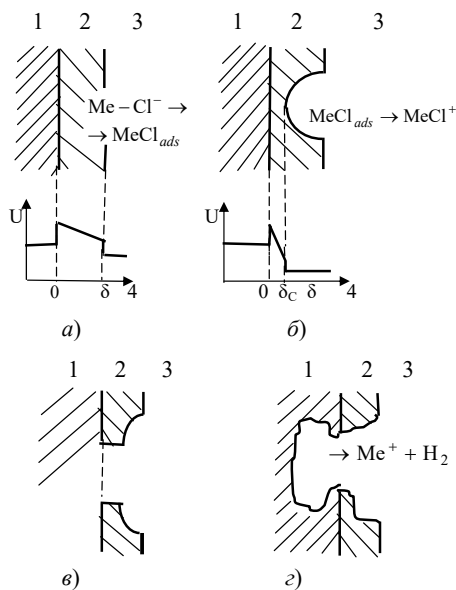 1 2 3
1 2 3
Me – Cl⁻ →
→ MeCl_ads
MeCl_ads → MeCl⁺
U
0 δ 4
U
0 δ_C δ 4
а)
б)
1 2 3
1 2 3
→ Me⁺ + H₂
в)
г)